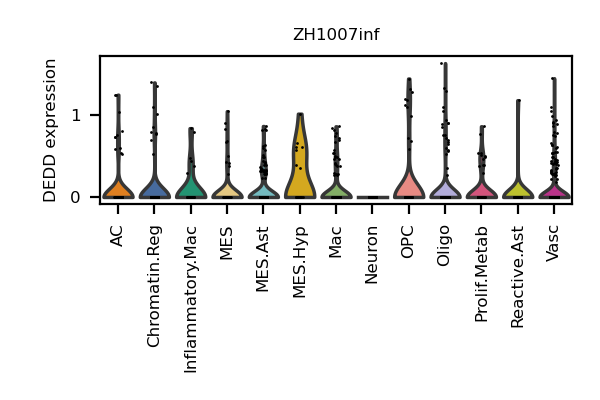 ZH1007inf
DEDD expression
1
0
AC
Chromatin.Reg
Inflammatory.Mac
MES
MES.Ast
MES.Hyp
Mac
Neuron
OPC
Oligo
Prolif.Metab
Reactive.Ast
Vasc